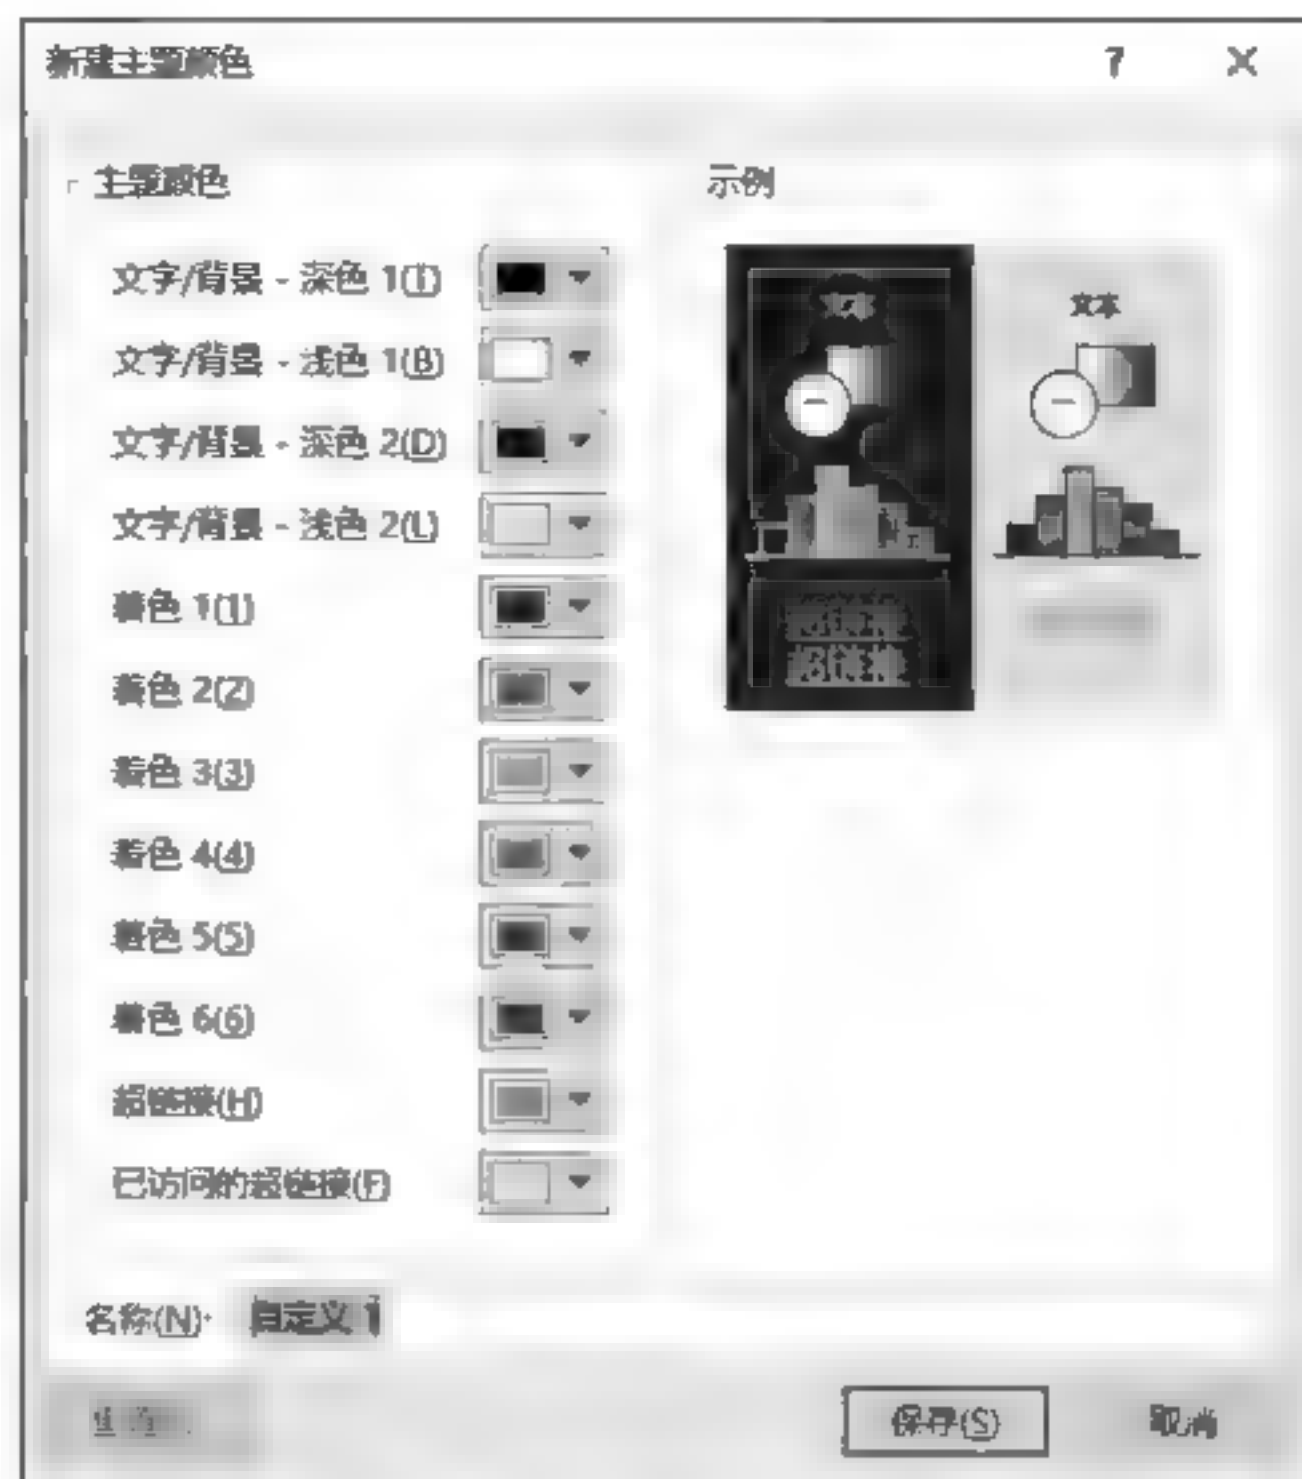 新建主题颜色
主题颜色
示例
文字/背景 - 深色 1(T)
文字/背景 - 浅色 1(B)
文字/背景 - 深色 2(D)
文字/背景 - 浅色 2(L)
着色 1(1)
着色 2(2)
着色 3(3)
着色 4(4)
着色 5(5)
着色 6(6)
超链接(H)
已访问的超链接(F)
文本
名称(N):
自定义 1
保存(S)
取消